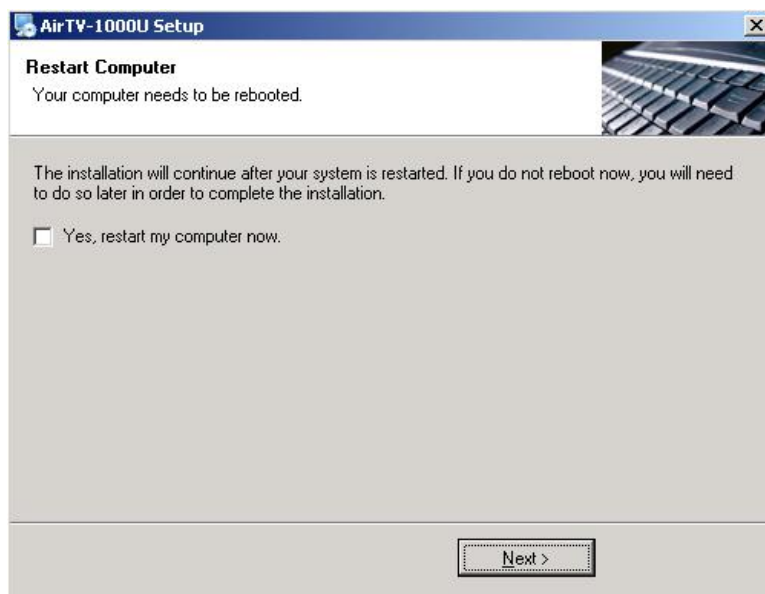 AirTV-1000U Setup
Restart Computer
Your computer needs to be rebooted.
The installation will continue after your system is restarted. If you do not reboot now, you will need
to do so later in order to complete the installation.
Yes, restart my computer now.
Next >